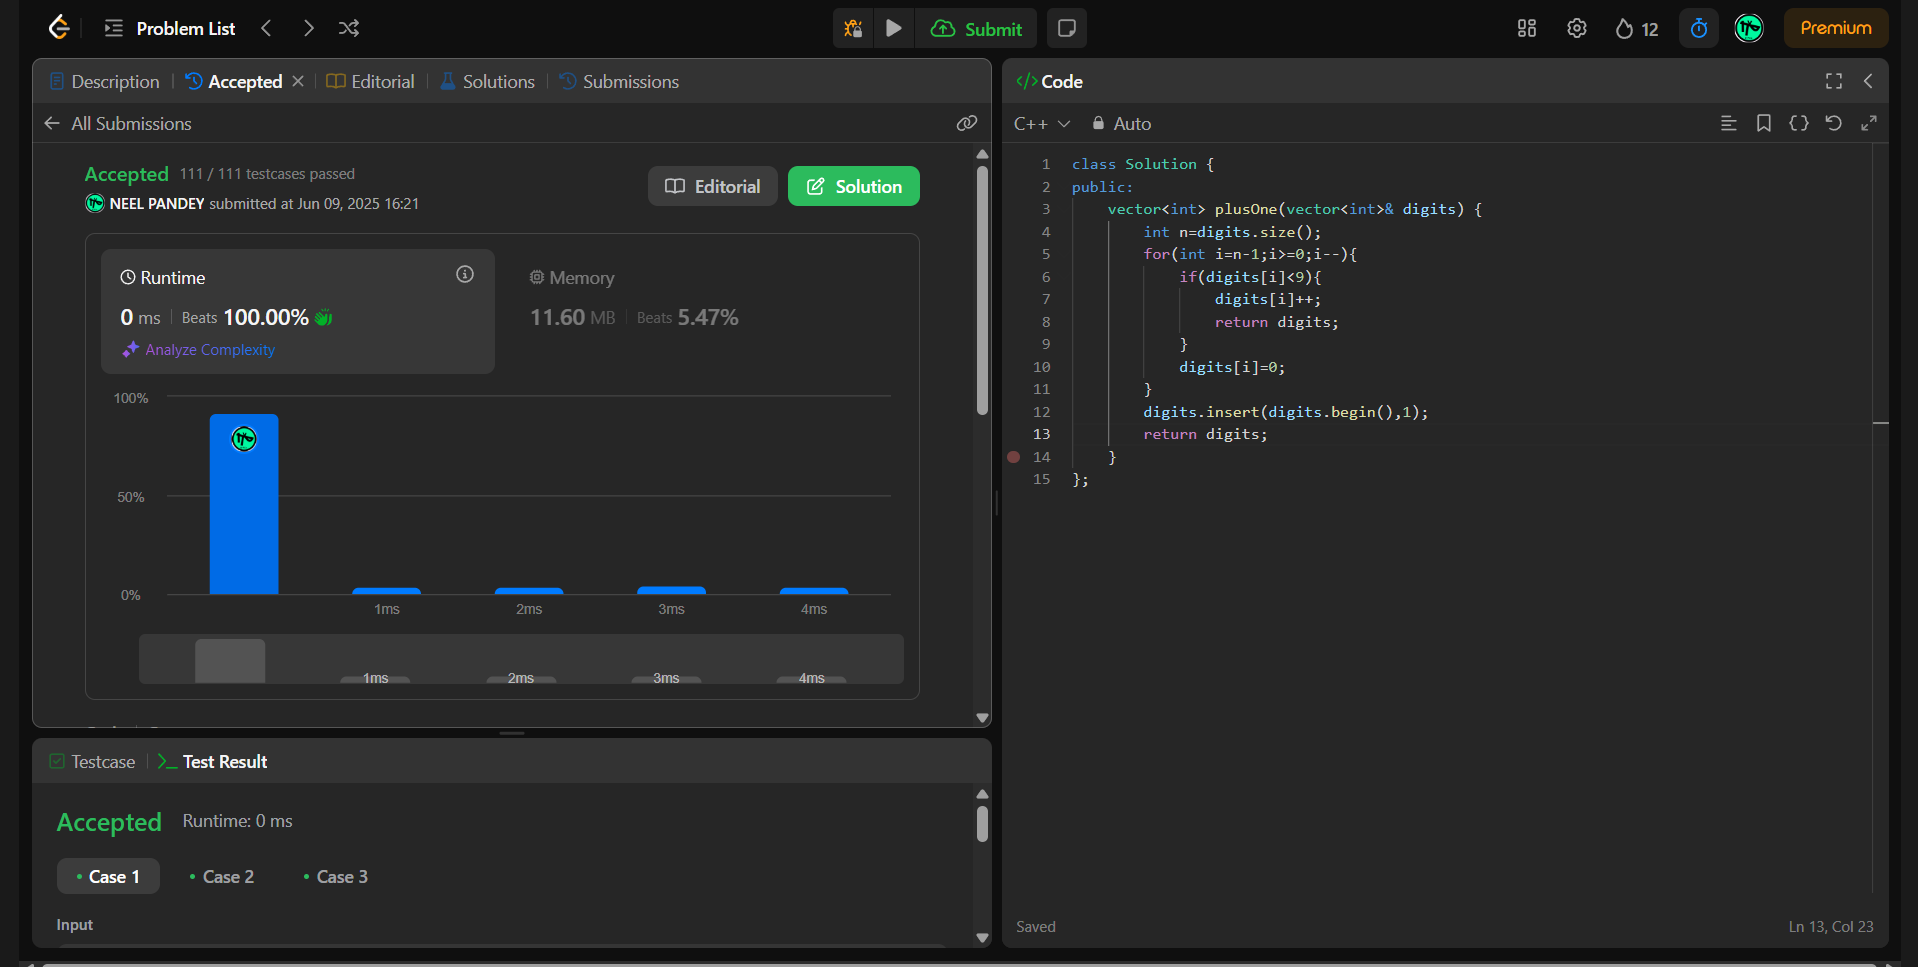 Problem List
Submit
12
Premium
Description
Accepted
Editorial
Solutions
Submissions
All Submissions
Accepted 111 / 111 testcases passed
NEEL PANDEY submitted at Jun 09, 2025 16:21
Editorial
Solution
Runtime
0 ms Beats 100.00%
Analyze Complexity
Memory
11.60 MB Beats 5.47%
100%
50%
0%
1ms 2ms 3ms 4ms
1ms 2ms 3ms 4ms
Testcase
>_ Test Result
Accepted Runtime: 0 ms
Case 1
Case 2
Case 3
Input
</> Code
C++
Auto
1 class Solution {
2 public:
3     vector<int> plusOne(vector<int>& digits) {
4         int n=digits.size();
5         for(int i=n-1;i>=0;i--){
6             if(digits[i]<9){
7                 digits[i]++;
8                 return digits;
9             }
10             digits[i]=0;
11         }
12         digits.insert(digits.begin(),1);
13         return digits;
14     }
15 };
Saved
Ln 13, Col 23